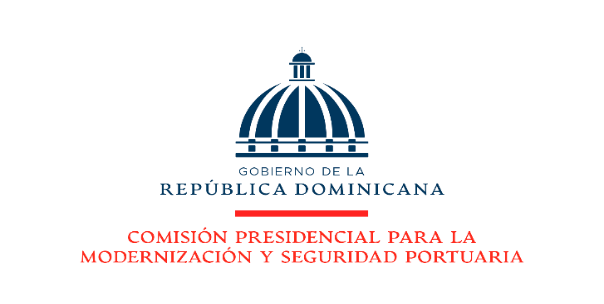 GOBIERNO DE LA
REPÚBLICA DOMINICANA
COMISIÓN PRESIDENCIAL PARA LA
MODERNIZACIÓN Y SEGURIDAD PORTUARIA